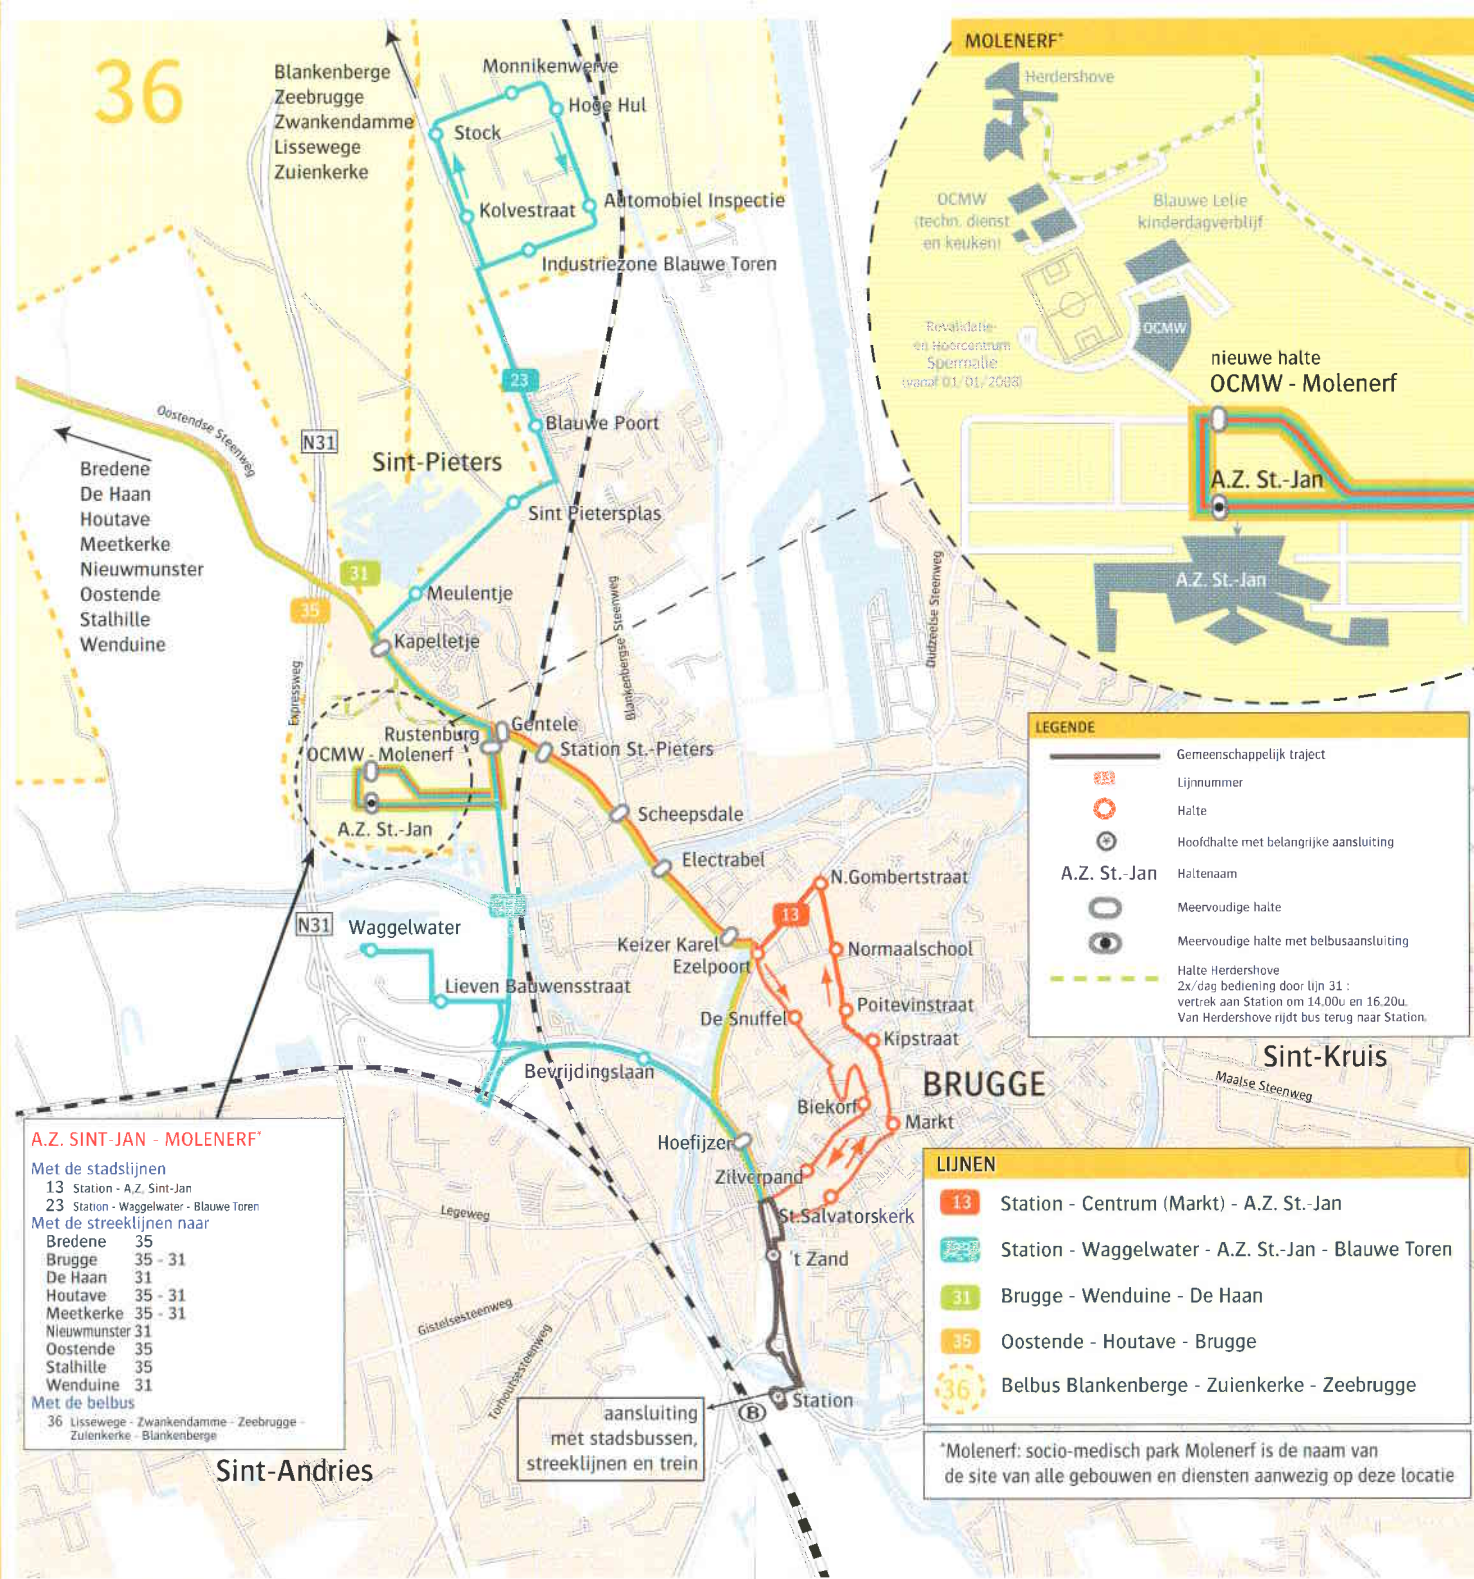 36
Blankenberge
Zeebrugge
Zwankendamme
Lissewege
Zuienkerke
Monnikenwerve
Hoge Hul
Stock
Kolvestraat
Automobiel Inspectie
Industriezone Blauwe Toren
23
Blauwe Poort
Oostendse Steenweg
N31
Sint-Pieters
Sint Pietersplas
Bredene
De Haan
Houtave
Meetkerke
Nieuwmunster
Oostende
Stalhille
Wenduine
31
35
Meulentje
Kapelletje
Expressweg
Blankenbergse Steenweg
Dudzeelse Steenweg
Gentele
Rustenburg
OCMW - Molenerf
Station St.-Pieters
A.Z. St.-Jan
Scheepsdale
Electrabel
N.Gombertstraat
13
N31
Waggelwater
Keizer Karel
Ezelpoort
Normaalschool
Lieven Bauwensstraat
De Snuffel
Poitevinstraat
Kipstraat
Bevrijdingslaan
BRUGGE
Biekorf
Markt
Hoefijzer
Zilverpand
St.Salvatorskerk
't Zand
Legeweg
Gistelsesteenweg
Torhoutsesteenweg
Station
B
aansluiting
met stadsbussen,
streeklijnen en trein
Sint-Andries
Sint-Kruis
Maalse Steenweg
MOLENERF*
Herdershove
OCMW
(techn. dienst
en keuken)
Blauwe Lelie
kinderdagverblijf
Revalidatie-
en Hoorcentrum
Spermalie
(vanaf 01/01/2008)
OCMW
nieuwe halte
OCMW - Molenerf
A.Z. St.-Jan
A.Z. St.-Jan
LEGENDE
Gemeenschappelijk traject
Lijnnummer
Halte
Hoofdhalte met belangrijke aansluiting
A.Z. St.-Jan Haltenaam
Meervoudige halte
Meervoudige halte met belbusaansluiting
Halte Herdershove
2x/dag bediening door lijn 31 :
vertrek aan Station om 14.00u en 16.20u.
Van Herdershove rijdt bus terug naar Station.
A.Z. SINT-JAN - MOLENERF*
Met de stadslijnen
13 Station - A.Z. Sint-Jan
23 Station - Waggelwater - Blauwe Toren
Met de streeklijnen naar
Bredene 35
Brugge 35 - 31
De Haan 31
Houtave 35 - 31
Meetkerke 35 - 31
Nieuwmunster 31
Oostende 35
Stalhille 35
Wenduine 31
Met de belbus
36 Lissewege - Zwankendamme - Zeebrugge -
Zuienkerke - Blankenberge
LIJNEN
13 Station - Centrum (Markt) - A.Z. St.-Jan
Station - Waggelwater - A.Z. St.-Jan - Blauwe Toren
31 Brugge - Wenduine - De Haan
35 Oostende - Houtave - Brugge
36 Belbus Blankenberge - Zuienkerke - Zeebrugge
*Molenerf: socio-medisch park Molenerf is de naam van
de site van alle gebouwen en diensten aanwezig op deze locatie